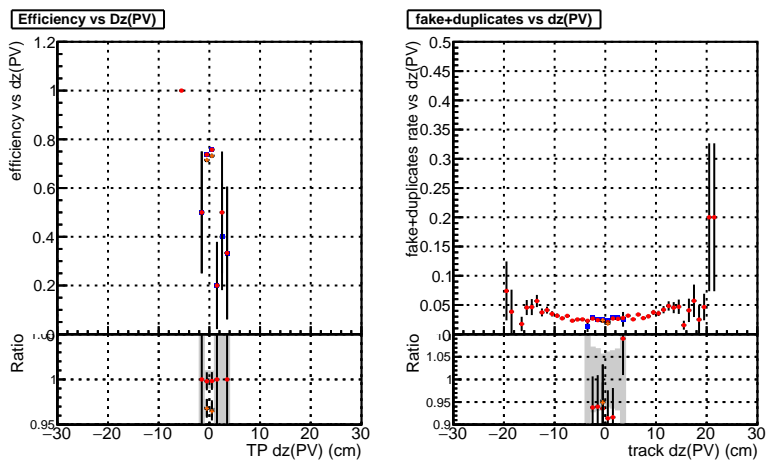 Efficiency vs Dz(PV)
efficiency vs dz(PV)
1.2
1
0.8
0.6
0.4
0.2
0
Ratio
1
0.95
−30 −20 −10 0 10 20 30
TP dz(PV) (cm)
fake+duplicates vs dz(PV)
fake+duplicates rate vs dz(PV)
0.5
0.45
0.4
0.35
0.3
0.25
0.2
0.15
0.1
0.05
0
Ratio
1.05
1
0.95
0.9
−30 −20 −10 0 10 20 30
track dz(PV) (cm)